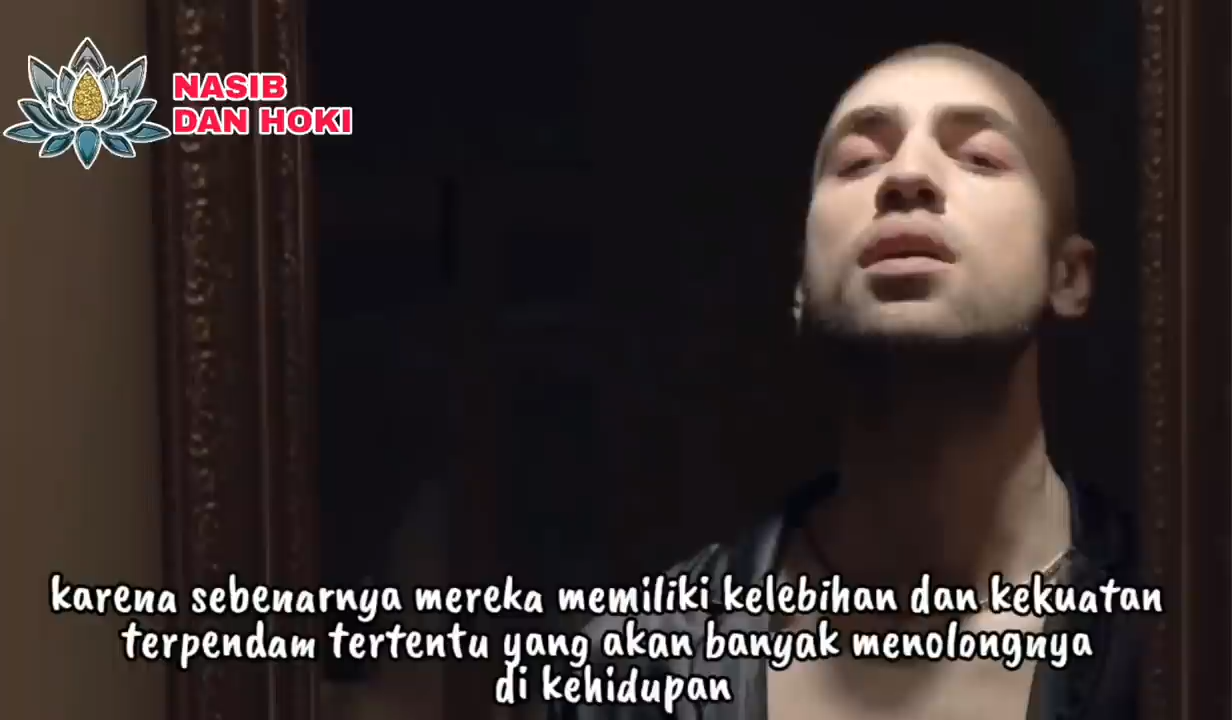 NASIB
DAN HOKI
karena sebenarnya mereka memiliki kelebihan dan kekuatan
terpendam tertentu yang akan banyak menolongnya
di kehidupan